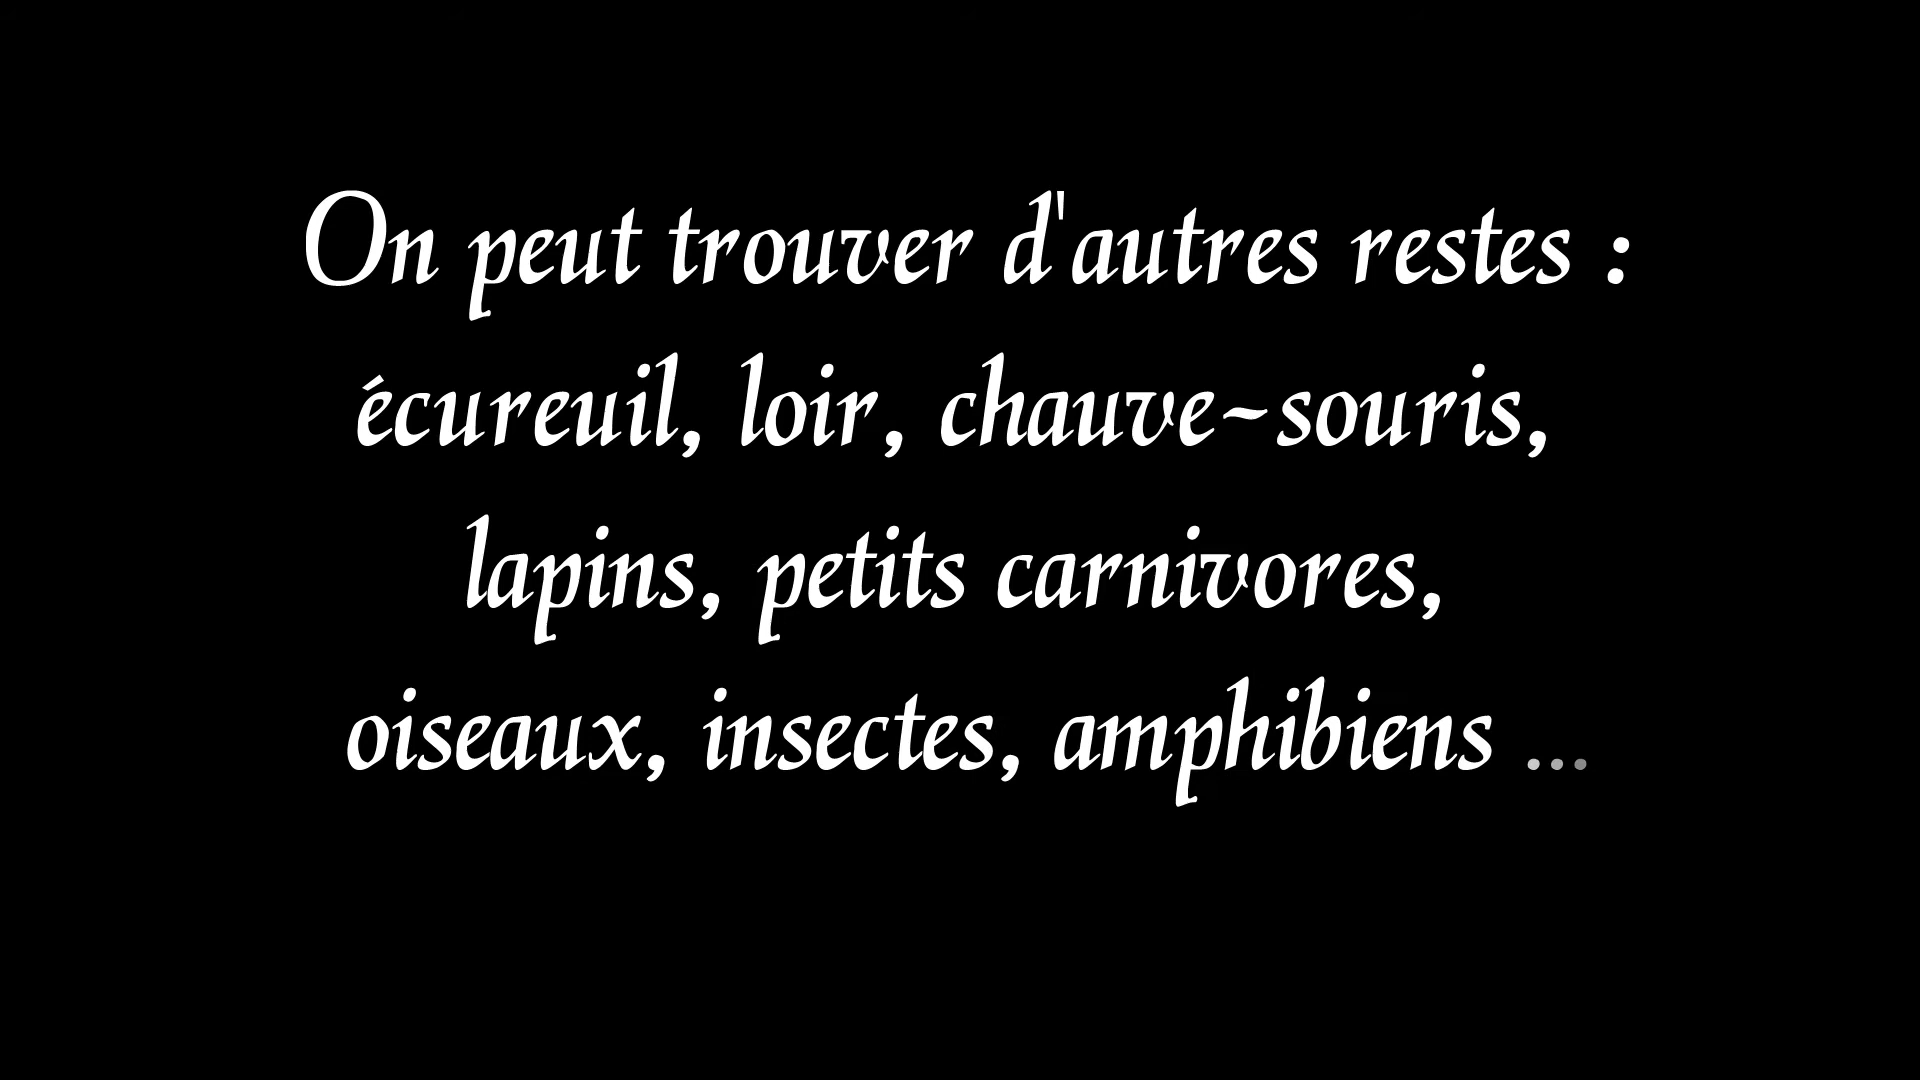 On peut trouver d'autres restes :
écureuil, loir, chauve-souris,
lapins, petits carnivores,
oiseaux, insectes, amphibiens ...